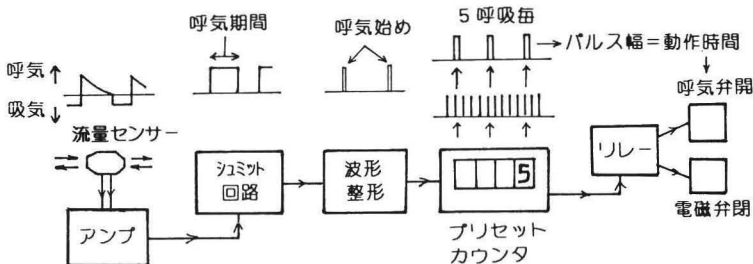 呼気期間
呼気始め
5呼吸毎
パルス幅=動作時間
呼気↑
吸気↓
呼気弁開
流量センサー
シュミット
回路
波形
整形
5
リレー
電磁弁閉
アンプ
プリセット
カウンタ